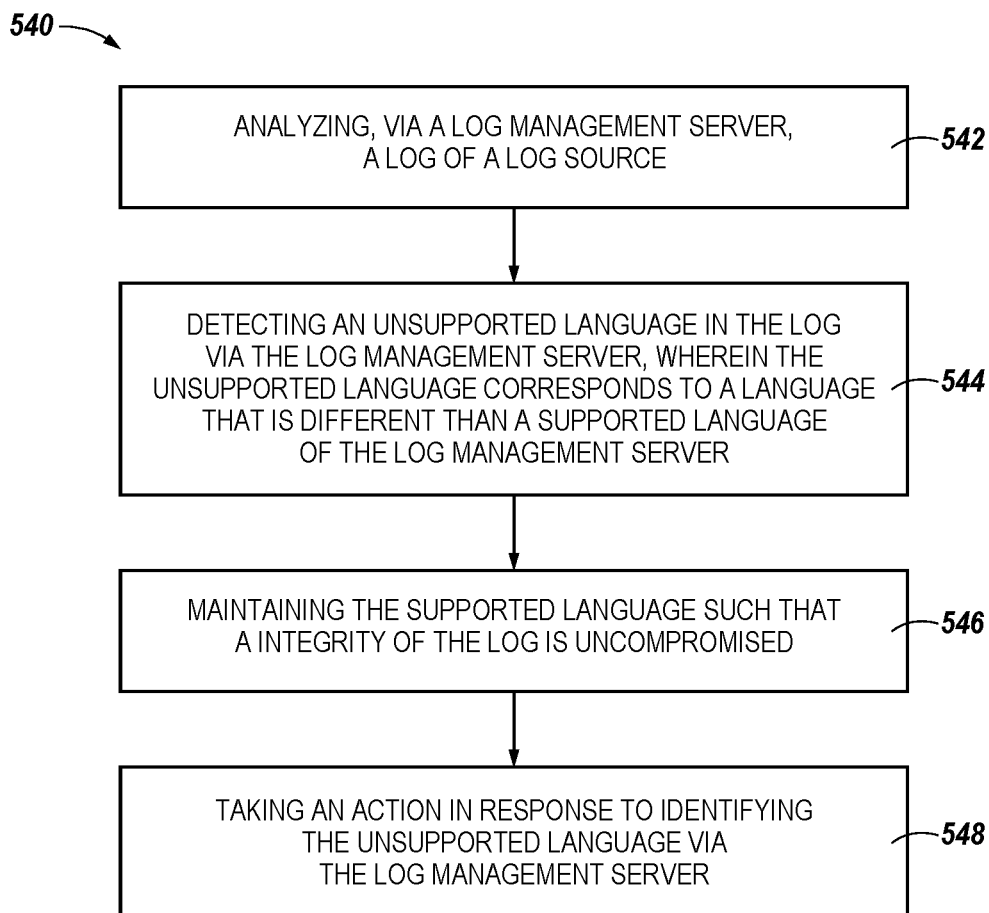 540
ANALYZING, VIA A LOG MANAGEMENT SERVER,
A LOG OF A LOG SOURCE
542
DETECTING AN UNSUPPORTED LANGUAGE IN THE LOG
VIA THE LOG MANAGEMENT SERVER, WHEREIN THE
UNSUPPORTED LANGUAGE CORRESPONDS TO A LANGUAGE
THAT IS DIFFERENT THAN A SUPPORTED LANGUAGE
OF THE LOG MANAGEMENT SERVER
544
MAINTAINING THE SUPPORTED LANGUAGE SUCH THAT
A INTEGRITY OF THE LOG IS UNCOMPROMISED
546
TAKING AN ACTION IN RESPONSE TO IDENTIFYING
THE UNSUPPORTED LANGUAGE VIA
THE LOG MANAGEMENT SERVER
548